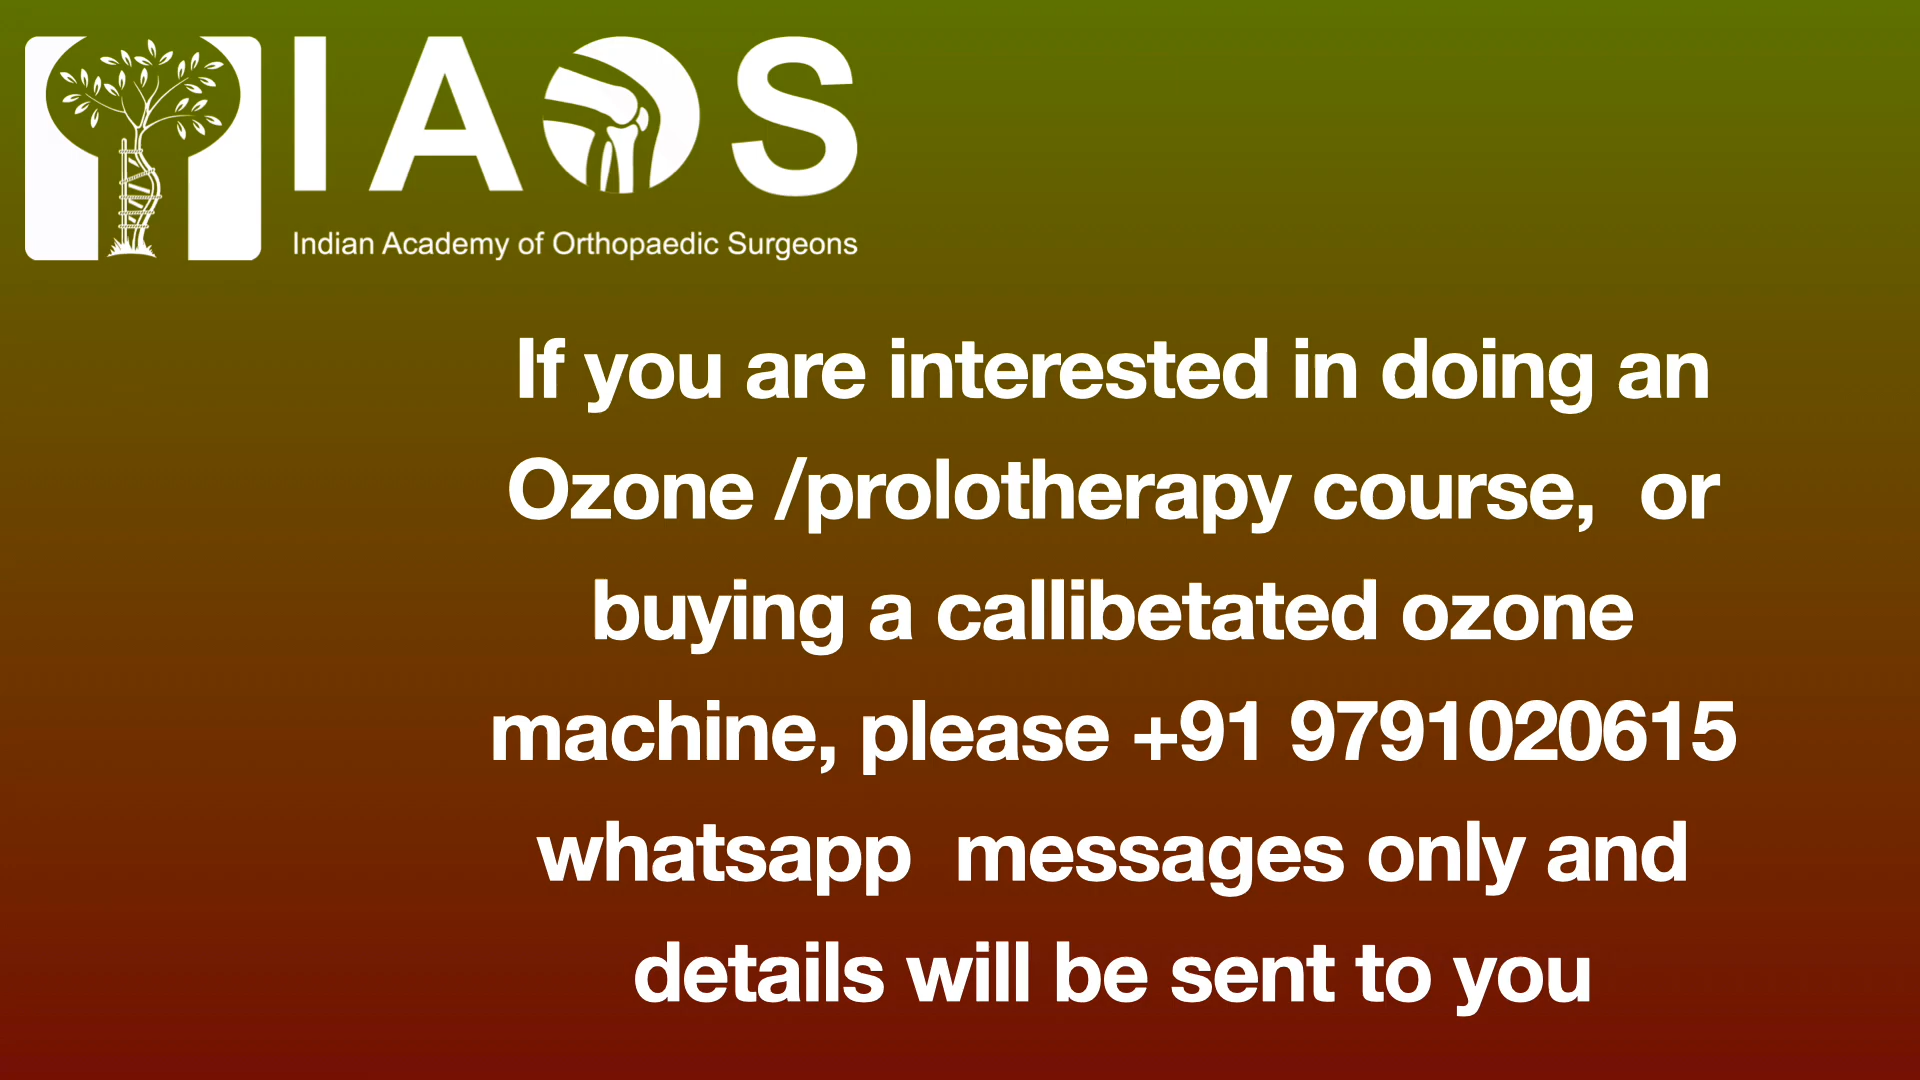 IAOS
Indian Academy of Orthopaedic Surgeons
If you are interested in doing an
Ozone /prolotherapy course,  or
buying a callibetated ozone
machine, please +91 9791020615
whatsapp  messages only and
details will be sent to you